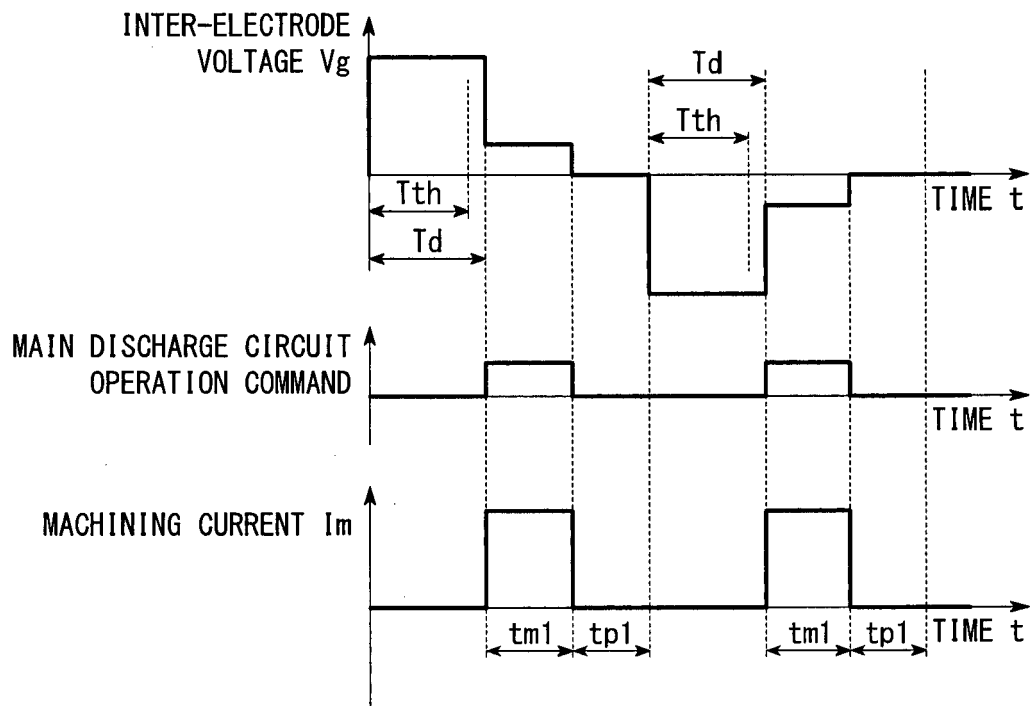 INTER-ELECTRODE
VOLTAGE Vg
Td
Tth
Tth
Td
TIME t
MAIN DISCHARGE CIRCUIT
OPERATION COMMAND
TIME t
MACHINING CURRENT Im
tm1
tp1
tm1
tp1
TIME t